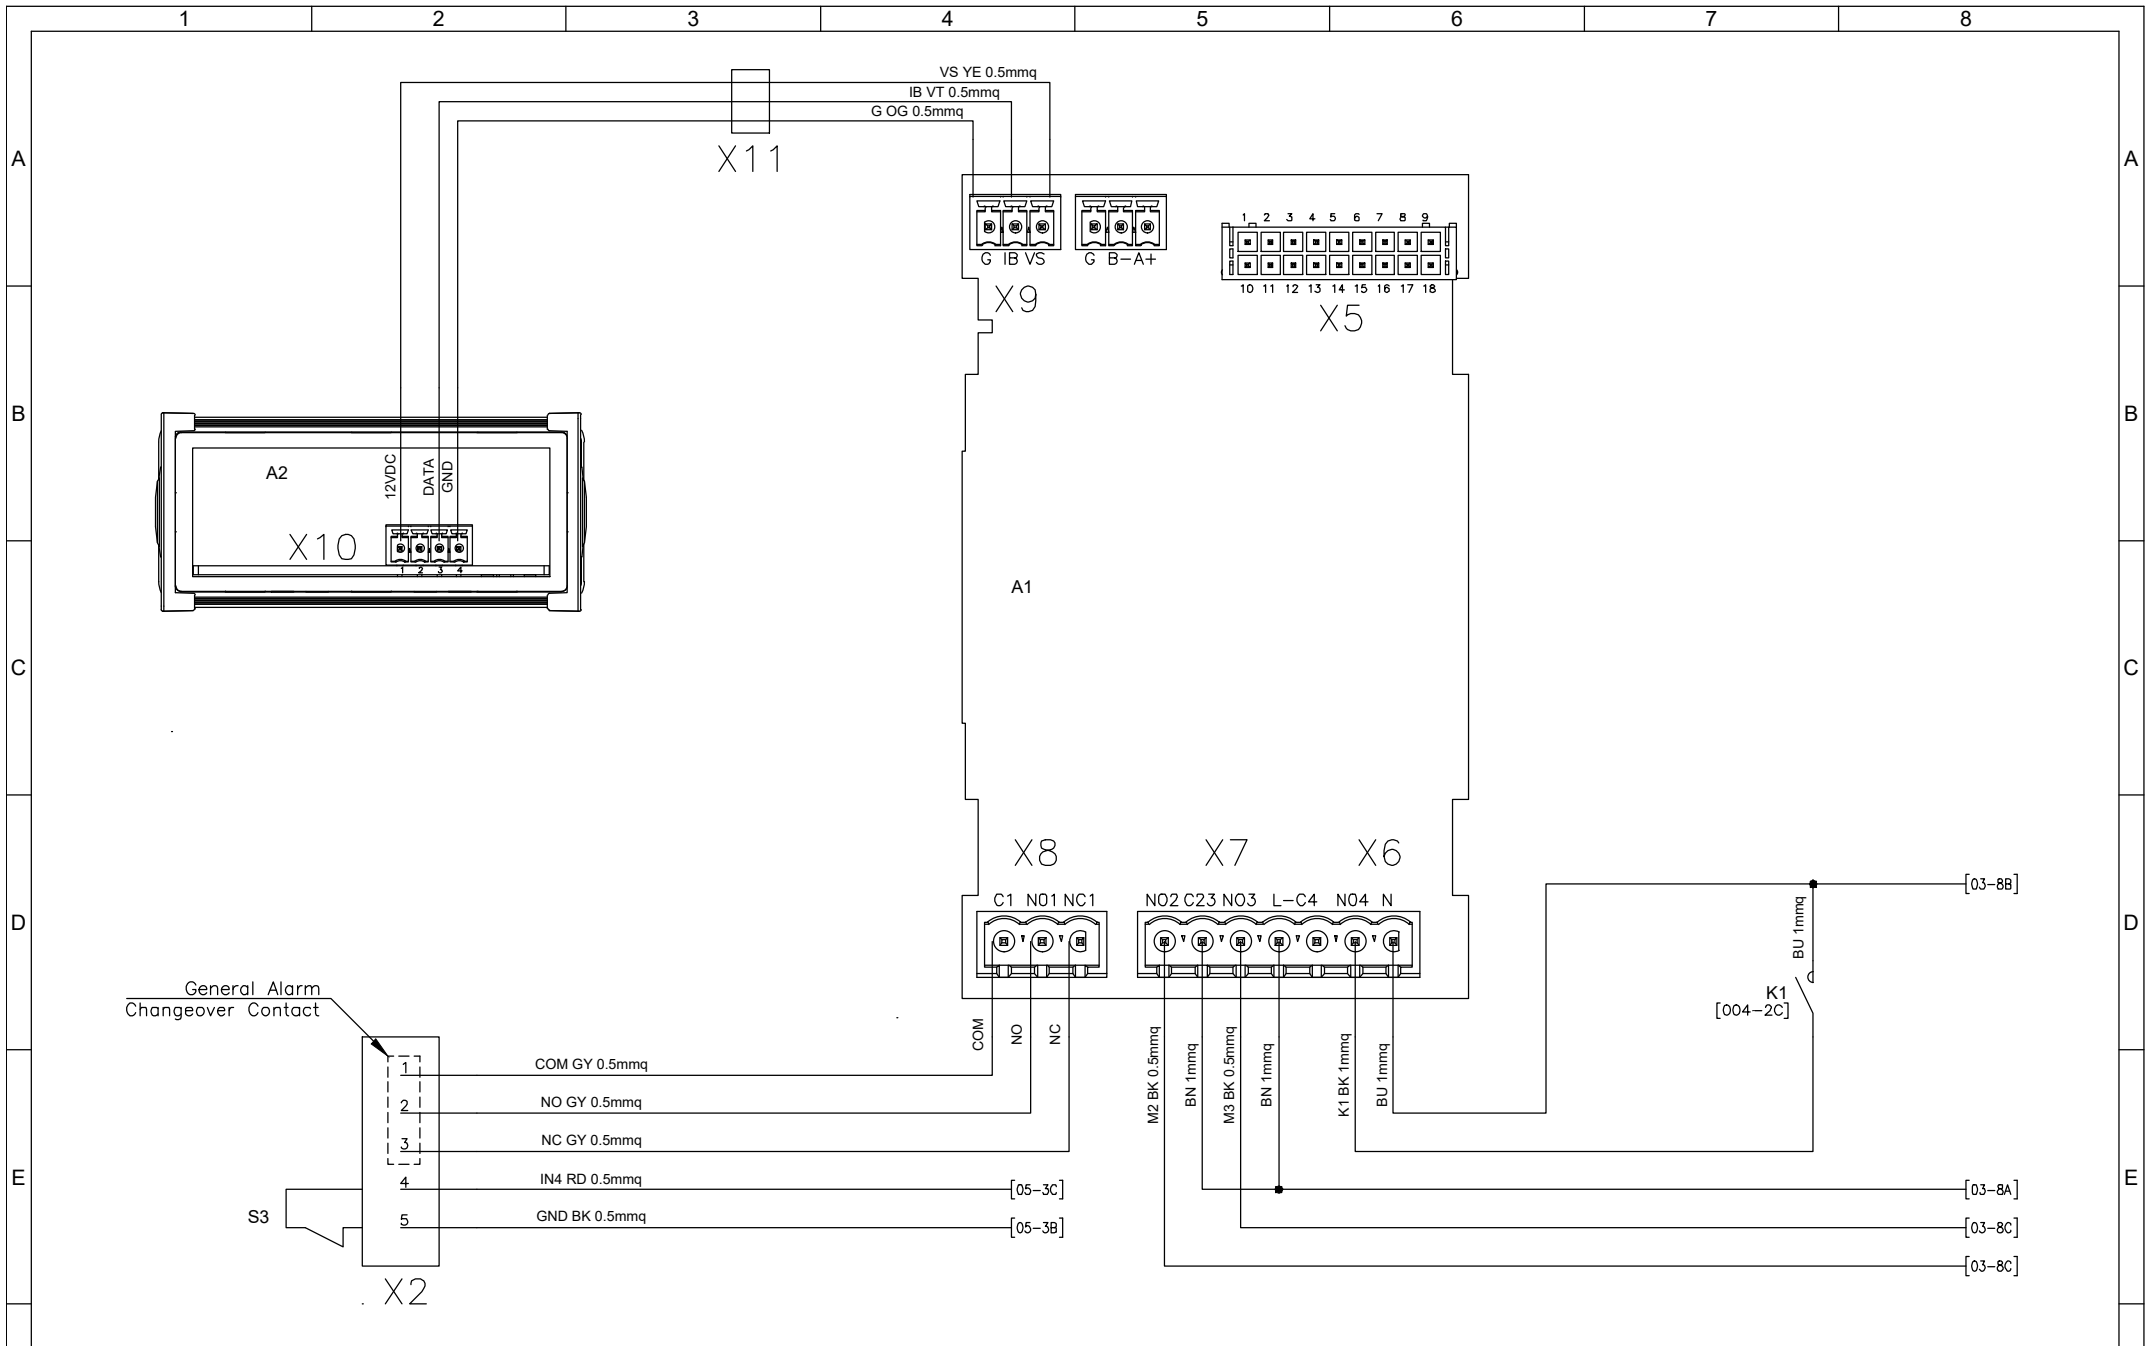 1 2 3 4 5 6 7 8
VS YE 0.5mmq
IB VT 0.5mmq
G OG 0.5mmq
X11
A A
1 2 3 4 5 6 7 8 9
G IB VS G B-A+
10 11 12 13 14 15 16 17 18
X9
X5
B B
12VDC
DATA
GND
A2
X10
1 2 3 4
A1
C C
X8 X7 X6
[03-8B]
C1 NO1 NC1 NO2 C23 NO3 L-C4 NO4 N
D D
BU 1mmq
General Alarm
Changeover Contact
K1
[004-2C]
COM
NO
NC
M2 BK 0.5mmq
BN 1mmq
M3 BK 0.5mmq
BN 1mmq
K1 BK 1mmq
BU 1mmq
1 COM GY 0.5mmq
2 NO GY 0.5mmq
3 NC GY 0.5mmq
E E
4 IN4 RD 0.5mmq [05-3C] [03-8A]
S3
5 GND BK 0.5mmq [05-3B] [03-8C]
[03-8C]
X2